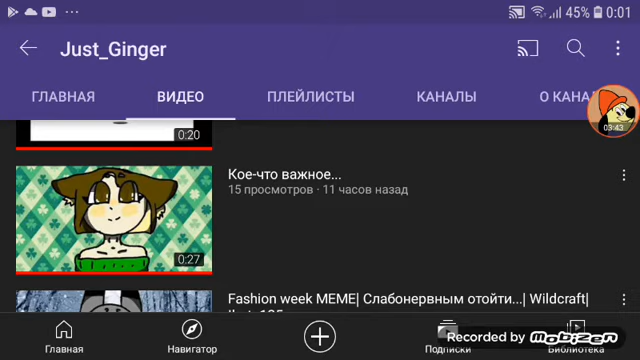 45% 0:01
Just_Ginger
ГЛАВНАЯ ВИДЕО ПЛЕЙЛИСТЫ КАНАЛЫ О КАНАЛ
03:43
0:20
Кое-что важное...
15 просмотров · 11 часов назад
0:27
Fashion week MEME| Слабонервным отойти...| Wildcraft|
Recorded by Mobizen
Главная Навигатор Подписки Библиотека